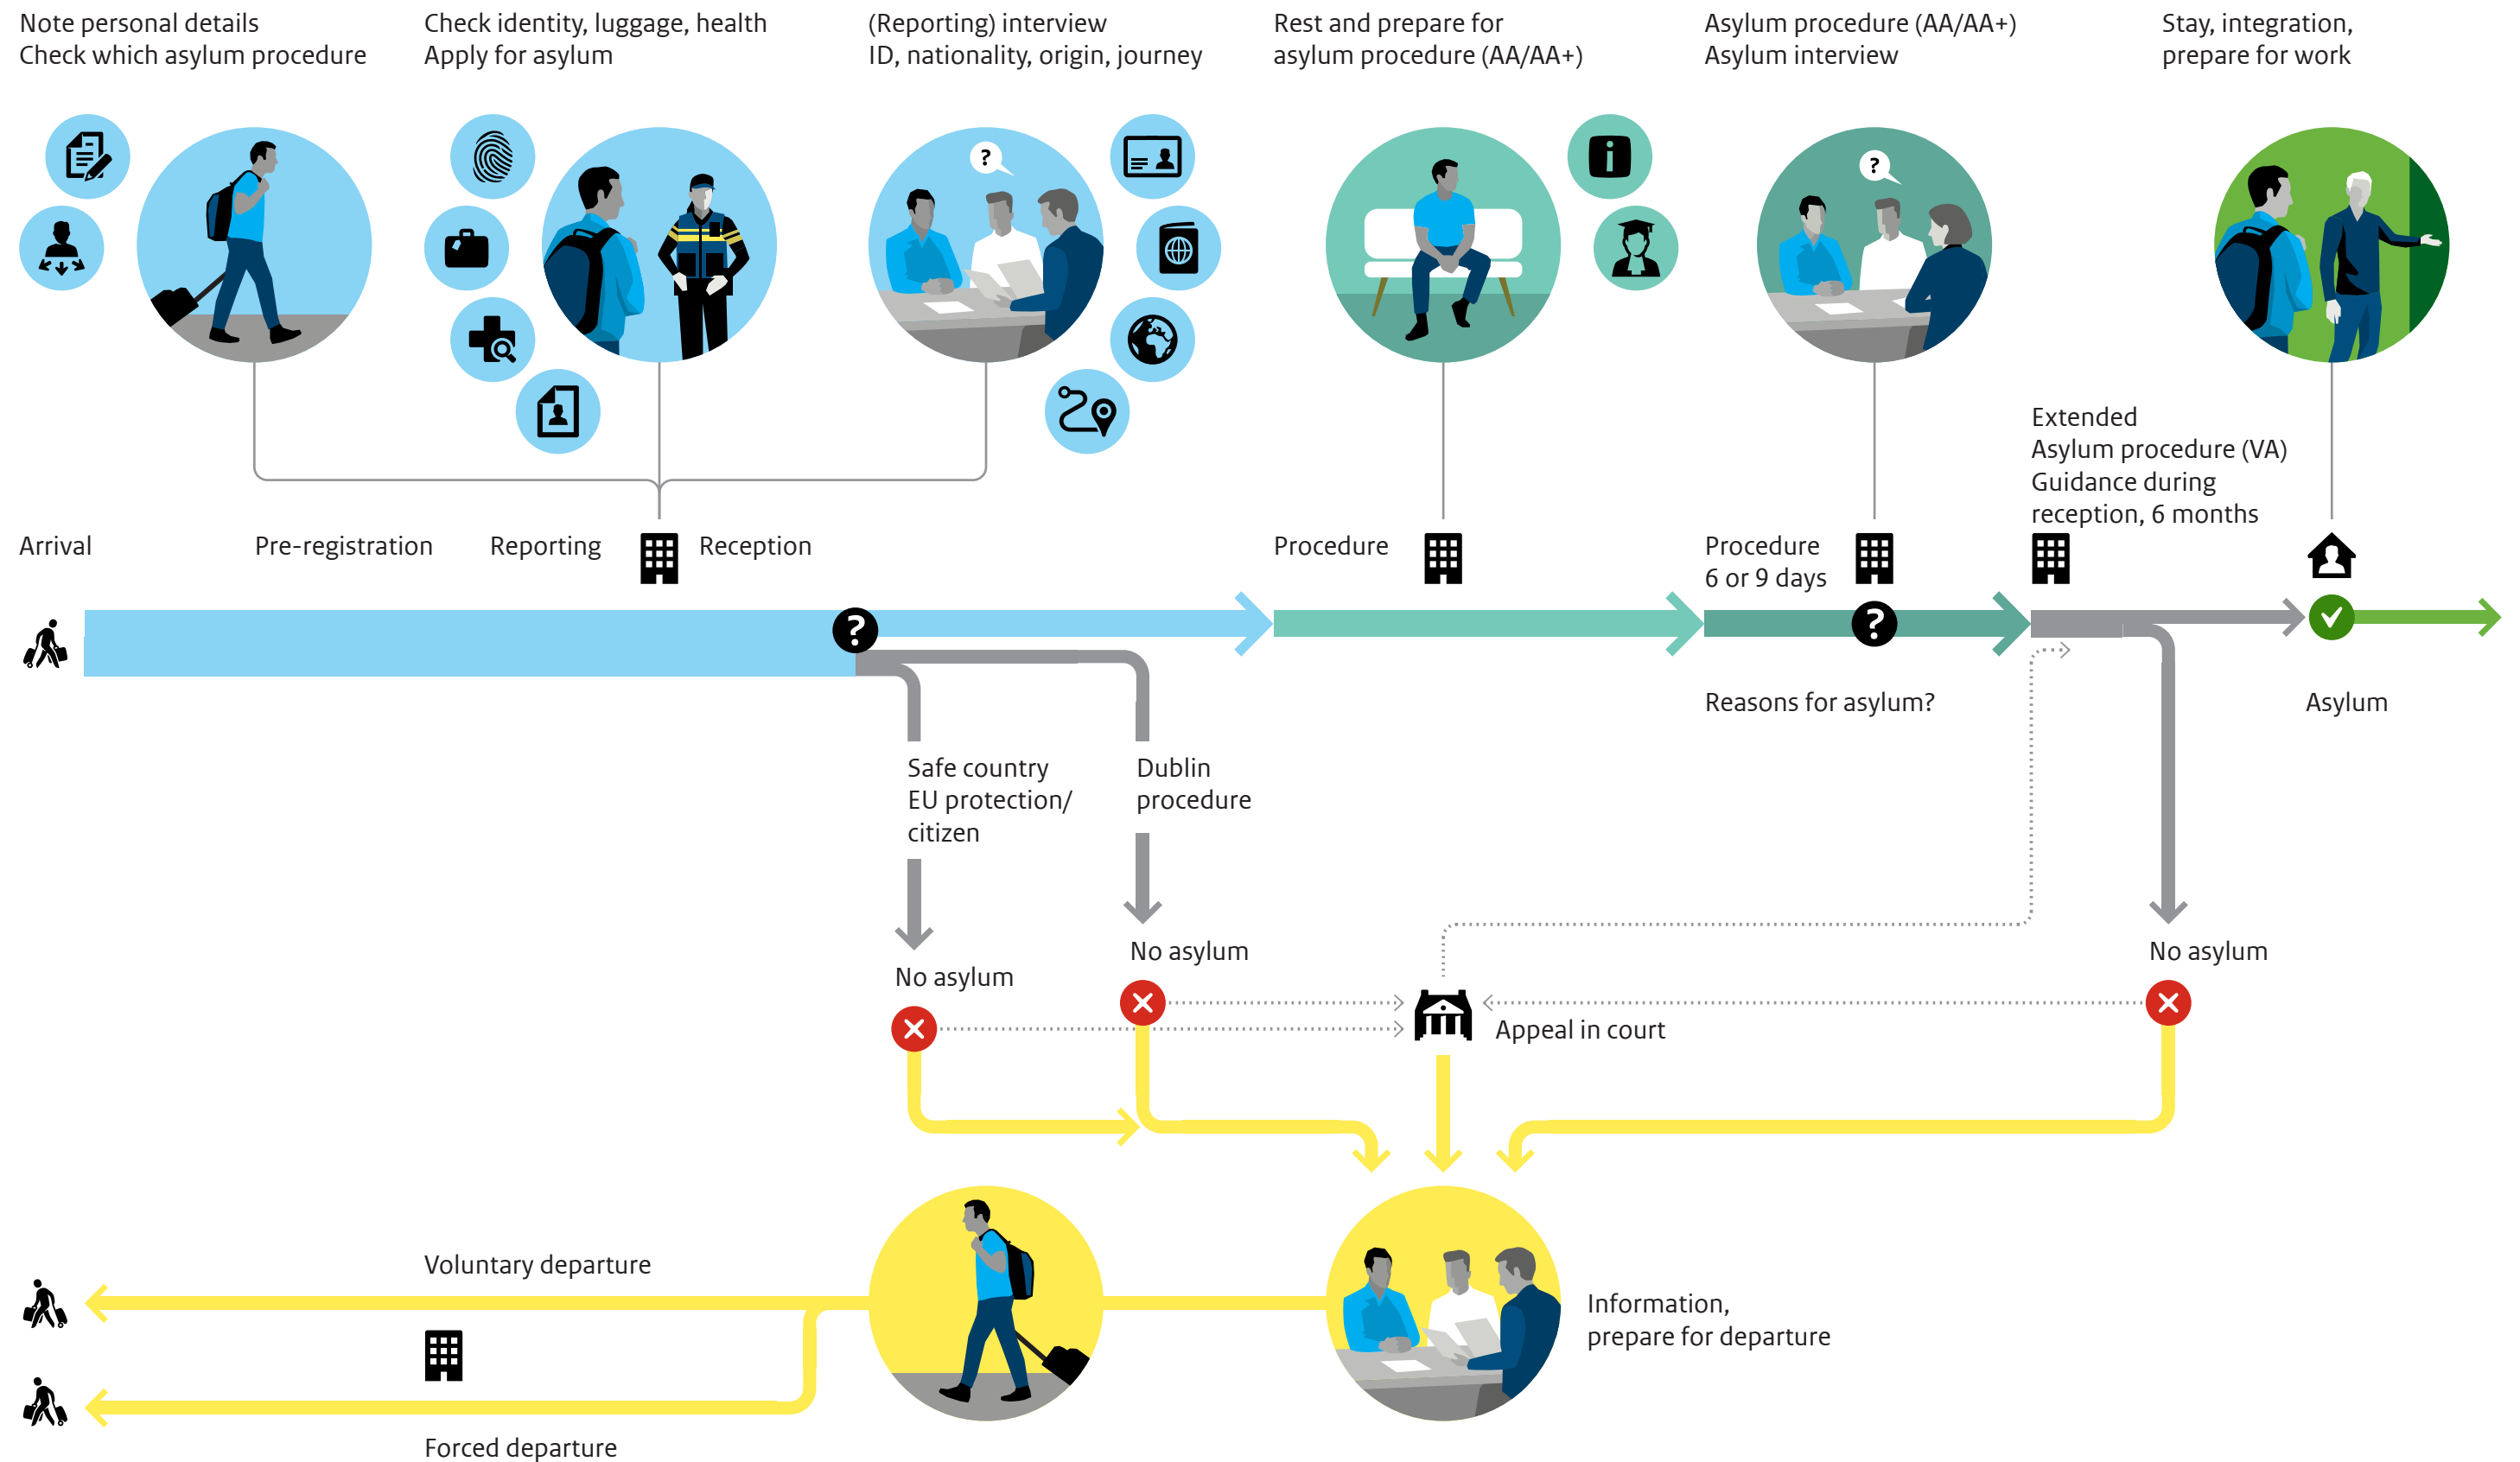 Note personal details
Check which asylum procedure
Check identity, luggage, health
Apply for asylum
(Reporting) interview
ID, nationality, origin, journey
Rest and prepare for
asylum procedure (AA/AA+)
Asylum procedure (AA/AA+)
Asylum interview
Stay, integration,
prepare for work
?
?
Extended
Asylum procedure (VA)
Guidance during
reception, 6 months
Arrival
Pre-registration
Reporting
Reception
Procedure
Procedure
6 or 9 days
?
?
Reasons for asylum?
Asylum
Safe country
EU protection/
citizen
Dublin
procedure
No asylum
No asylum
No asylum
Appeal in court
Voluntary departure
Information,
prepare for departure
Forced departure